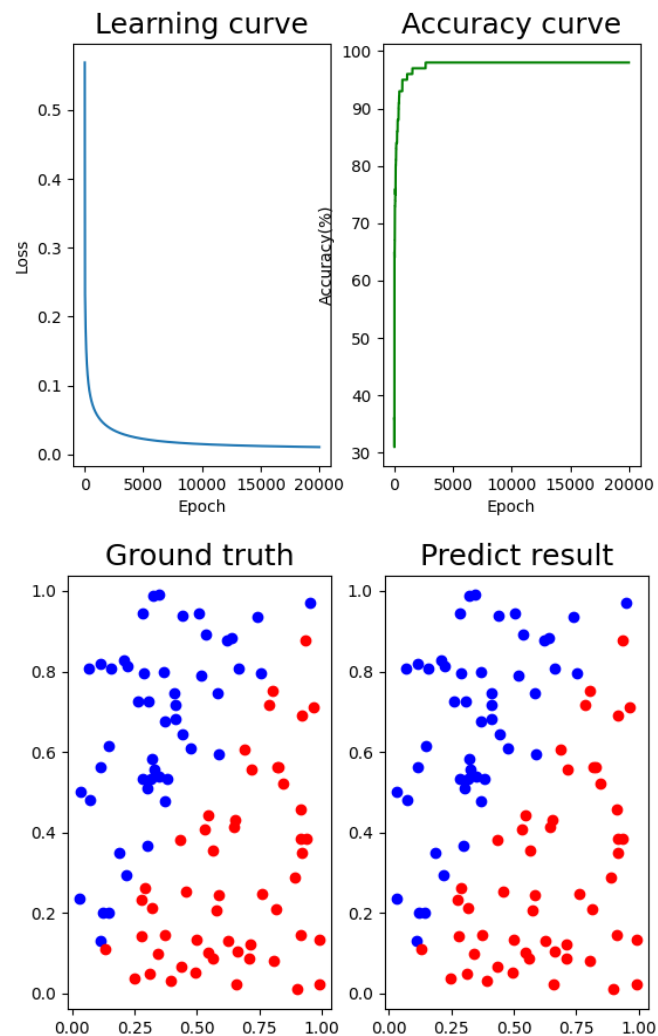 Learning curve
Accuracy curve
0.5
0.4
0.3
0.2
0.1
0.0
Loss
0 5000 10000 15000 20000
Epoch
100
90
80
70
60
50
40
30
Accuracy(%)
0 5000 10000 15000 20000
Epoch
Ground truth
Predict result
1.0
0.8
0.6
0.4
0.2
0.0
0.00 0.25 0.50 0.75 1.00
1.0
0.8
0.6
0.4
0.2
0.0
0.00 0.25 0.50 0.75 1.00